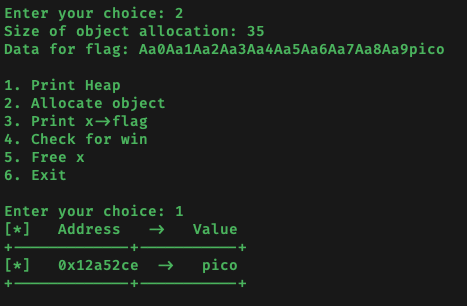 Enter your choice: 2
Size of object allocation: 35
Data for flag: Aa0Aa1Aa2Aa3Aa4Aa5Aa6Aa7Aa8Aa9pico
1. Print Heap
2. Allocate object
3. Print x->flag
4. Check for win
5. Free x
6. Exit
Enter your choice: 1
[*]   Address   ->   Value
+-------------+-----------+
[*]   0x12a52ce  ->   pico
+-------------+-----------+